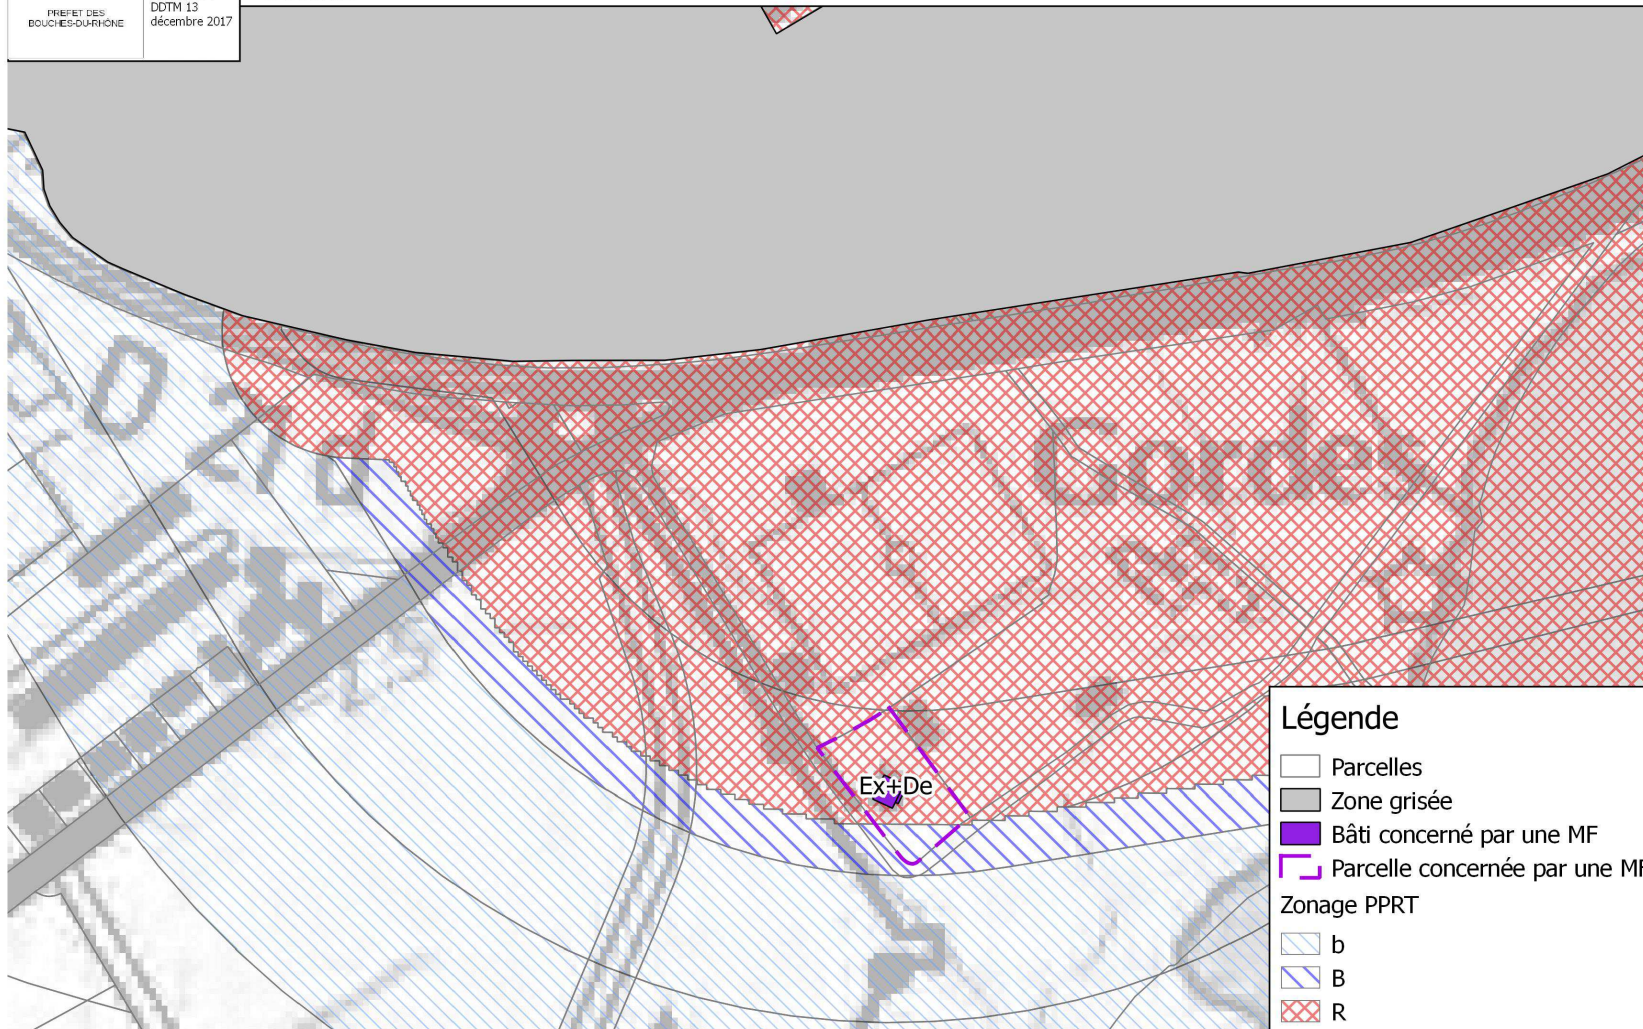 PREFET DES
BOUCHES-DU-RHÔNE
DDTM 13
décembre 2017
D
21d
Gordes
Ex+De
Légende
Parcelles
Zone grisée
Bâti concerné par une MF
Parcelle concernée par une MF
Zonage PPRT
b
B
R